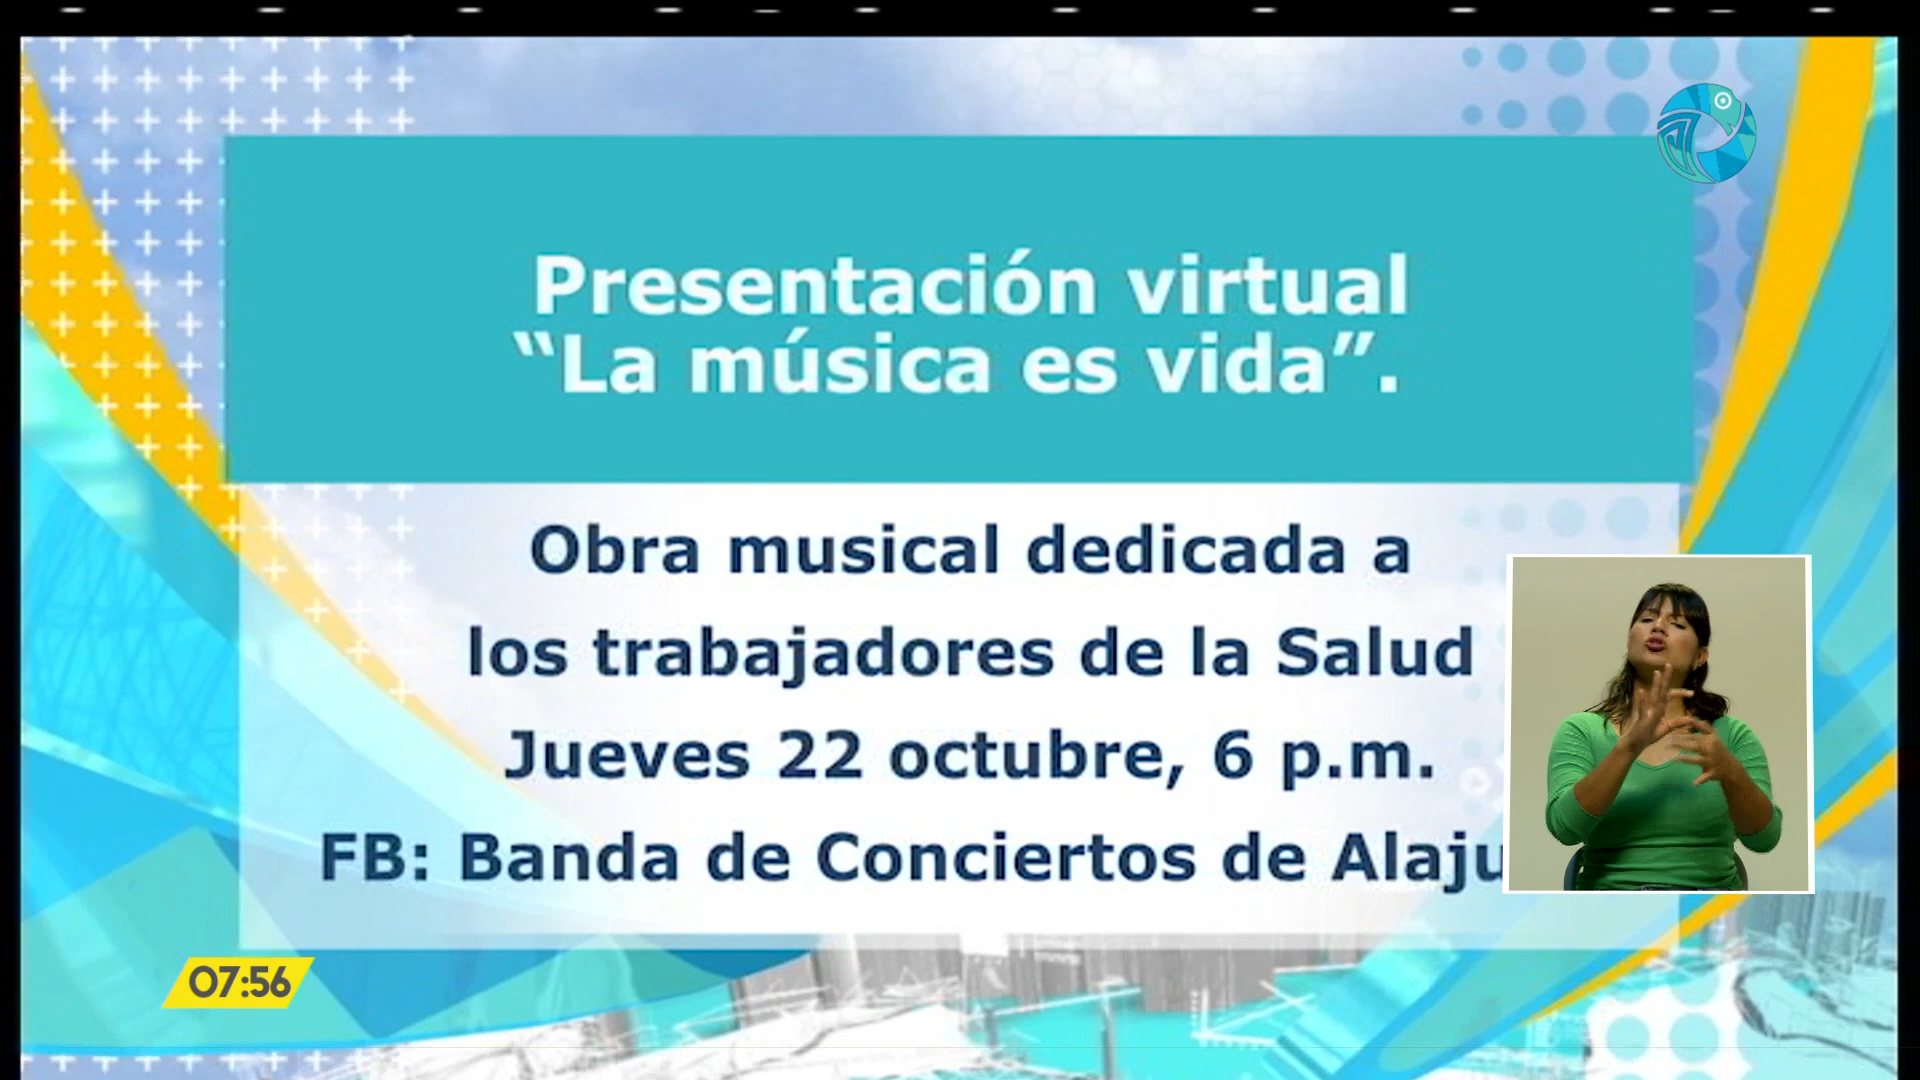 Presentación virtual
“La música es vida”.
Obra musical dedicada a
los trabajadores de la Salud
Jueves 22 octubre, 6 p.m.
FB: Banda de Conciertos de Alaju
07:56